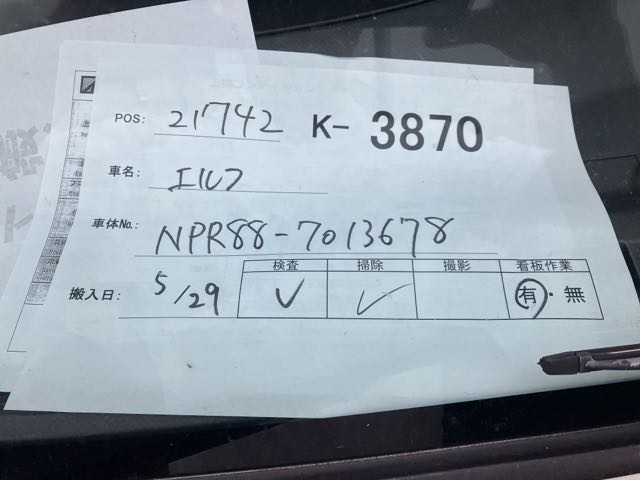 POS: 21742 K- 3870
車名: エルフ
車体No.: NPR88-7013678
搬入日: 5/29
検査 掃除 撮影 看板作業
✓ ✓ 有・無